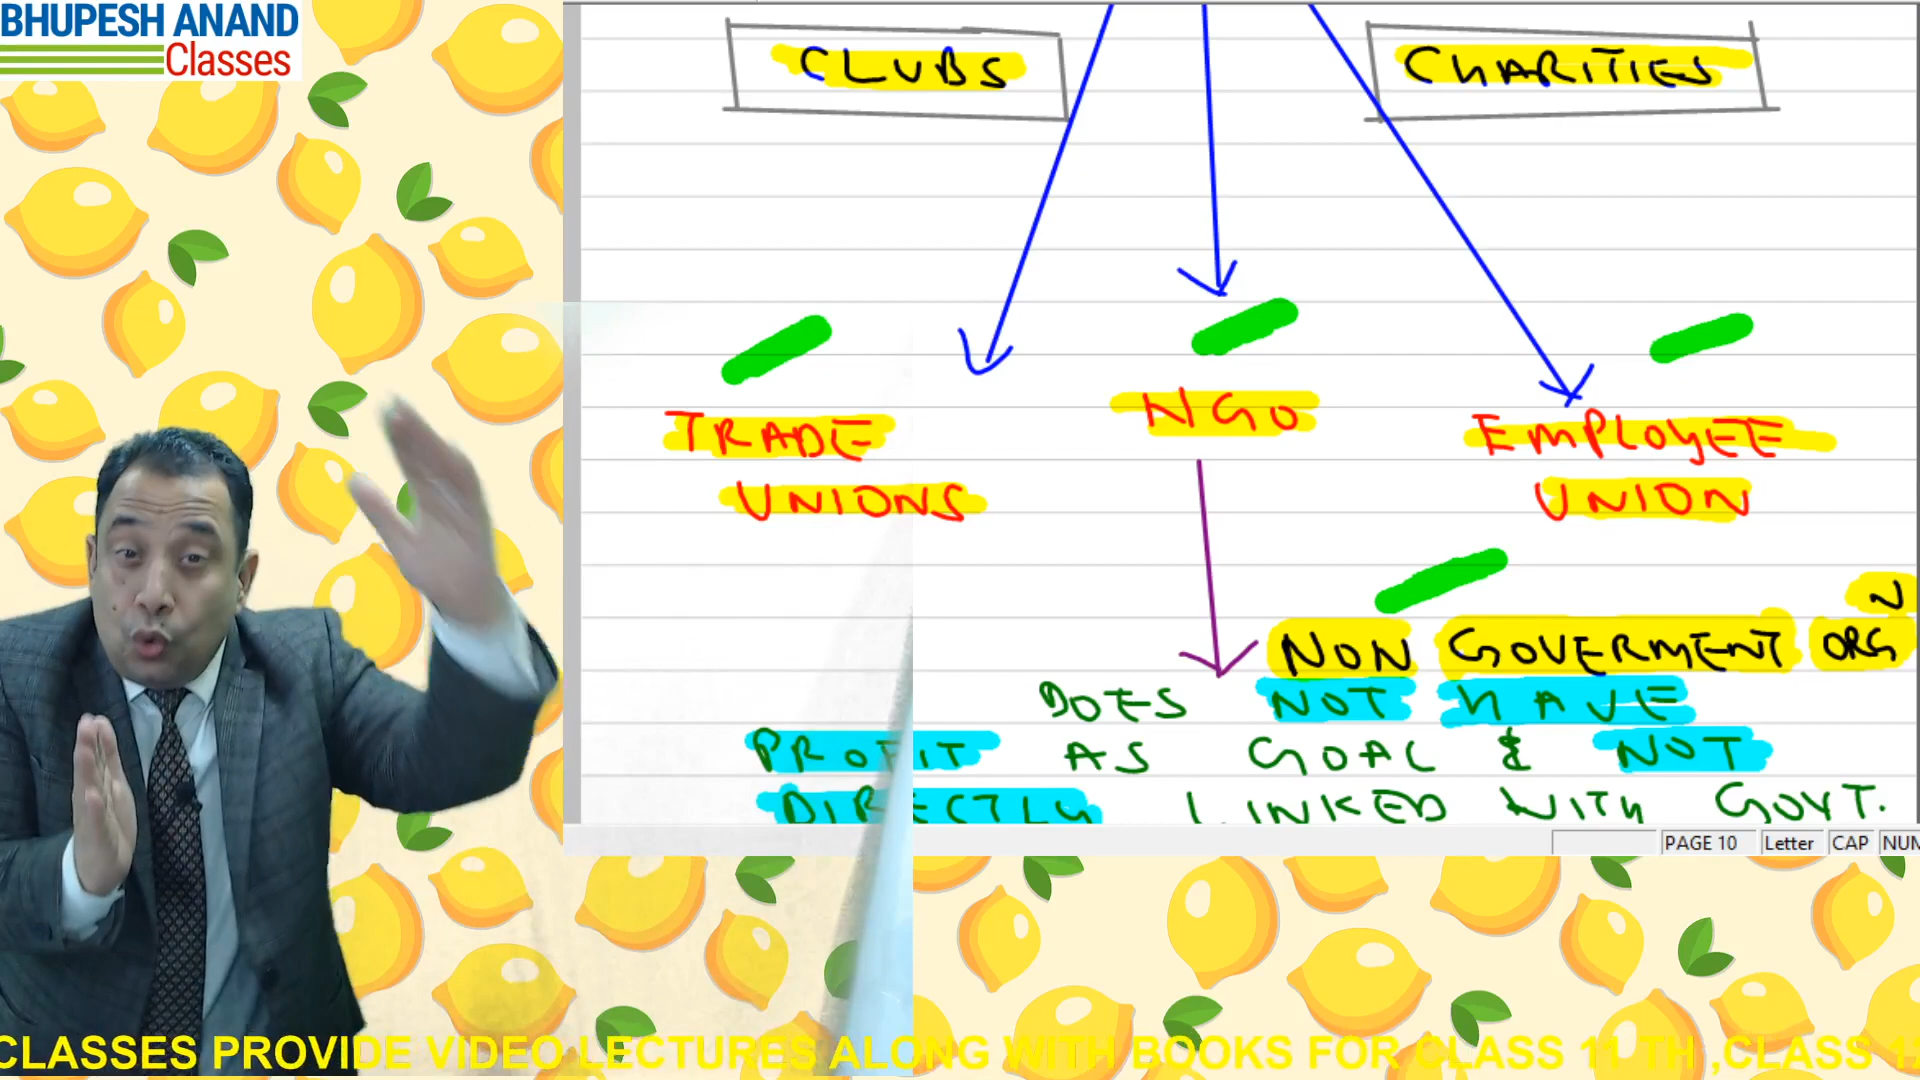 BHUPESH ANAND
Classes
CLUBS
CHARITIES
TRADE
UNIONS
NGO
EMPLOYEE
UNION
NON GOVERMENT ORG N
DOES NOT HAVE
PROFIT AS GOAL & NOT
DIRECTLY LINKED WITH GOVT.
PAGE 10 Letter CAP NUM
CLASSES PROVIDE VIDEO LECTURES ALONG WITH BOOKS FOR CLASS 11 TH ,CLASS 1